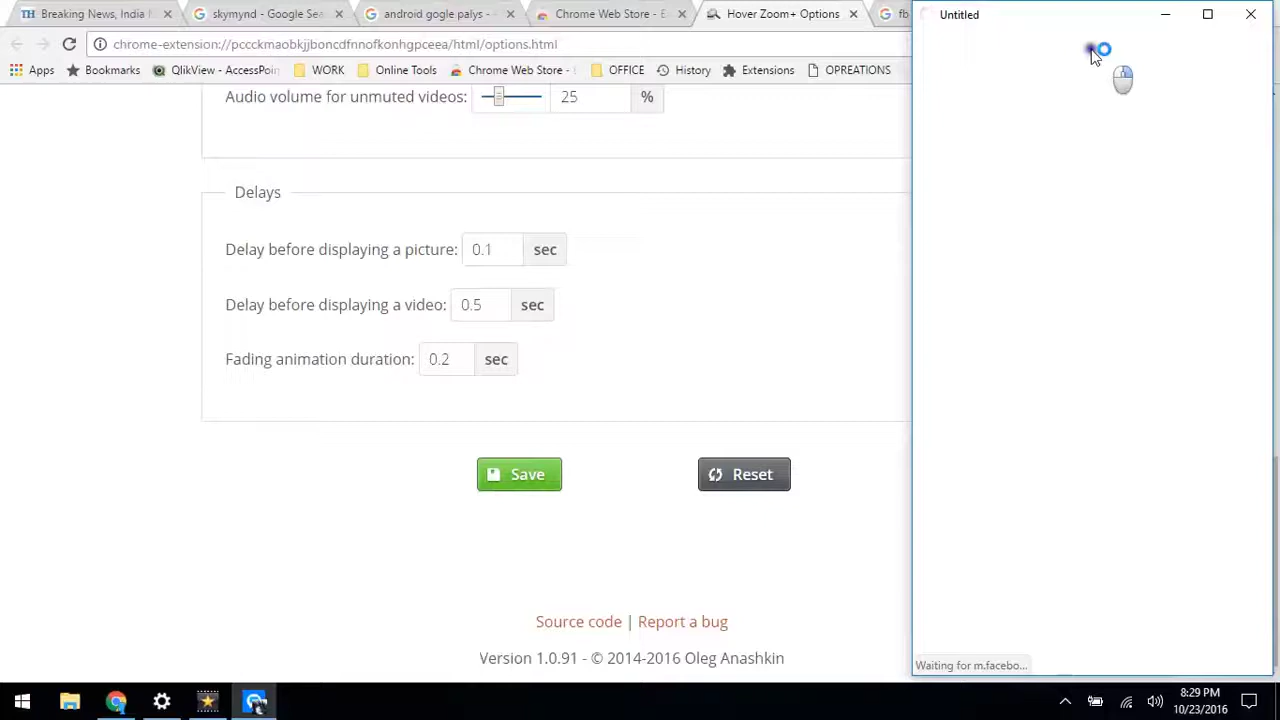 TH Breaking News, India N
skymynd - Google Sea
android gogle palys -
Chrome Web Store - E
Hover Zoom+ Options
fb
Untitled
chrome-extension://pccckmaobkjjboncdfnnofkonhgpceea/html/options.html
Apps
Bookmarks
QlikView - AccessPoin
WORK
Online Tools
Chrome Web Store - E
OFFICE
History
Extensions
OPREATIONS
Audio volume for unmuted videos: 25 %
Delays
Delay before displaying a picture: 0.1 sec
Delay before displaying a video: 0.5 sec
Fading animation duration: 0.2 sec
Save
Reset
Source code | Report a bug
Version 1.0.91 - © 2014-2016 Oleg Anashkin
Waiting for m.facebo...
8:29 PM
10/23/2016